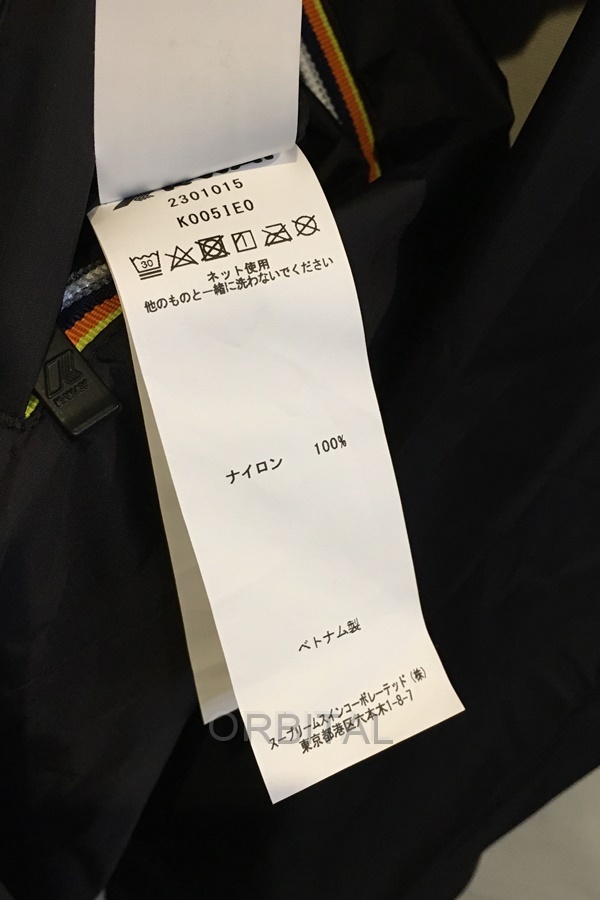 2301015
K005IE0
30
ネット使用
他のものと一緒に洗わないでください
ナイロン 100%
ベトナム製
スープリームスインコーポレーテッド(株)
東京都港区六本木1-8-7
ORBITAL